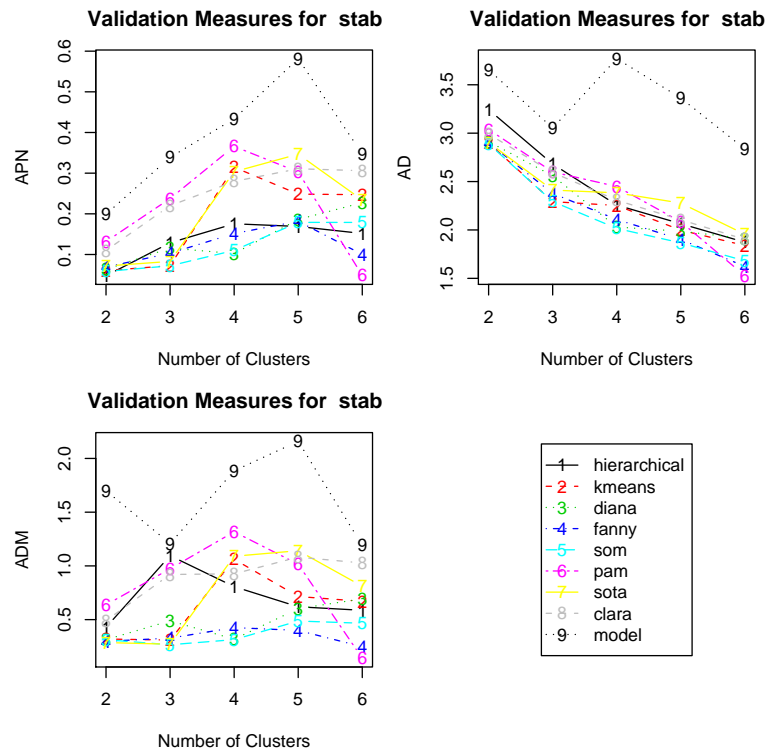 Validation Measures for stab
APN
0.6
0.5
0.4
0.3
0.2
0.1
2 3 4 5 6
Number of Clusters
Validation Measures for stab
AD
3.5
3.0
2.5
2.0
1.5
2 3 4 5 6
Number of Clusters
Validation Measures for stab
ADM
2.0
1.5
1.0
0.5
2 3 4 5 6
Number of Clusters
1 hierarchical
2 kmeans
3 diana
4 fanny
5 som
6 pam
7 sota
8 clara
9 model